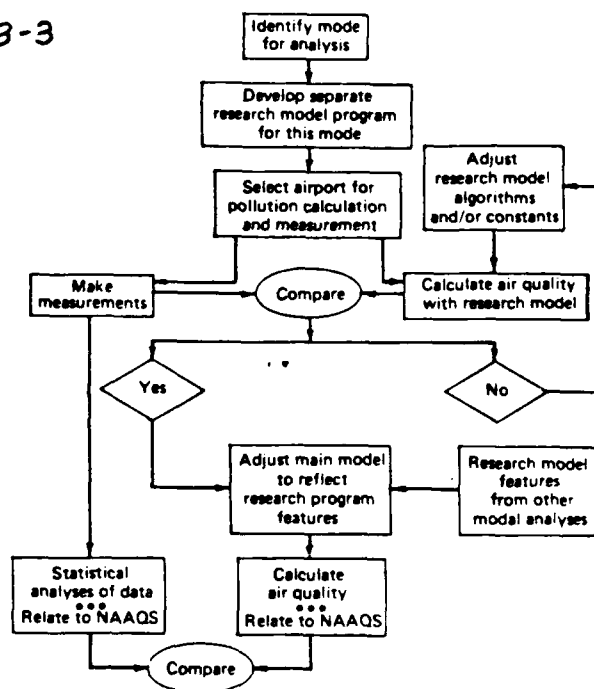 3-3
Identify mode
for analysis
Develop separate
research model program
for this mode
Select airport for
pollution calculation
and measurement
Adjust
research model
algorithms
and/or constants
Make
measurements
Compare
Calculate air quality
with research model
Yes
No
Adjust main model
to reflect
research program
features
Research model
features
from other
modal analyses
Statistical
analyses of data
•••
Relate to NAAQS
Calculate
air quality
•••
Relate to NAAQS
Compare